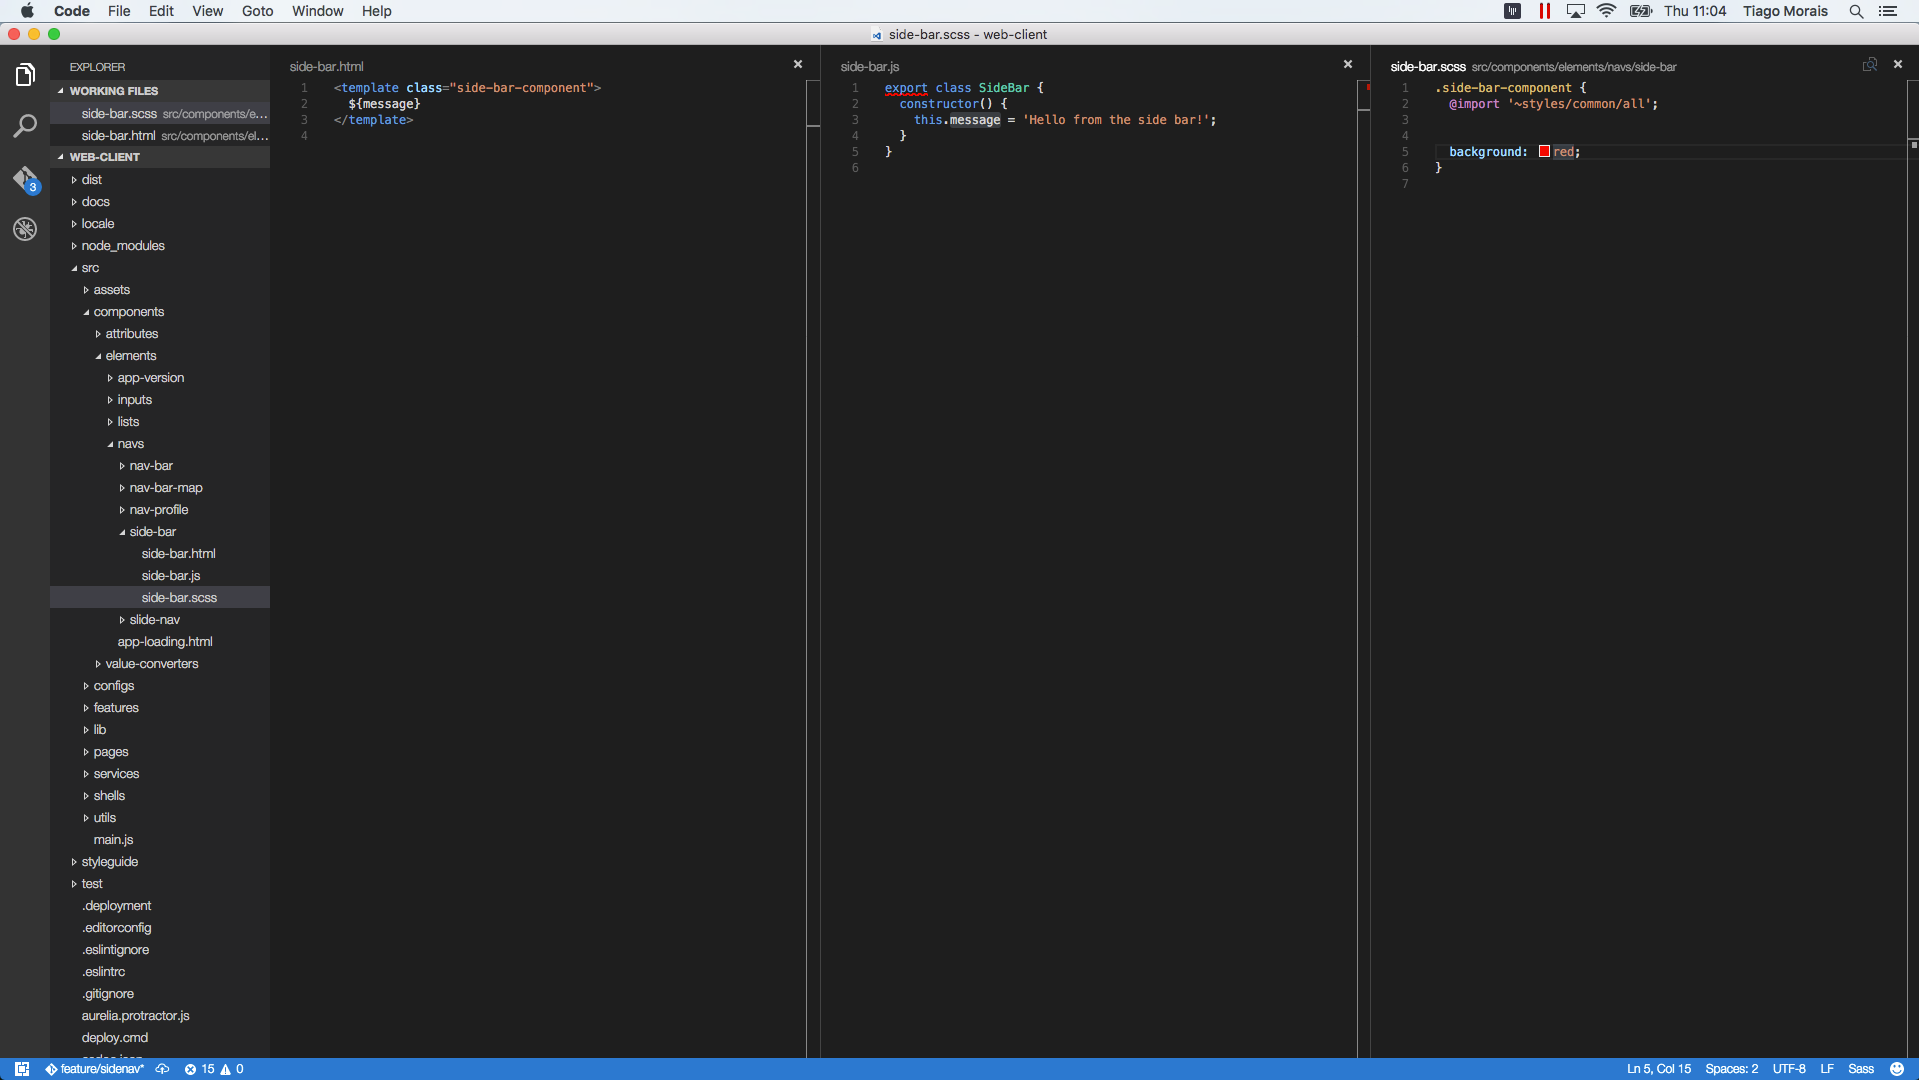 Code File Edit View Goto Window Help
Thu 11:04 Tiago Morais
side-bar.scss - web-client
EXPLORER
WORKING FILES
side-bar.scss src/components/e...
side-bar.html src/components/el...
WEB-CLIENT
dist
docs
locale
node_modules
src
assets
components
attributes
elements
app-version
inputs
lists
navs
nav-bar
nav-bar-map
nav-profile
side-bar
side-bar.html
side-bar.js
side-bar.scss
slide-nav
app-loading.html
value-converters
configs
features
lib
pages
services
shells
utils
main.js
styleguide
test
.deployment
.editorconfig
.eslintignore
.eslintrc
.gitignore
aurelia.protractor.js
deploy.cmd
3
side-bar.html
1 <template class="side-bar-component">
2 ${message}
3 </template>
4
side-bar.js
1 export class SideBar {
2 constructor() {
3 this.message = 'Hello from the side bar!';
4 }
5 }
6
side-bar.scss src/components/elements/navs/side-bar
1 .side-bar-component {
2 @import '~styles/common/all';
3
4
5 background: red;
6 }
7
feature/sidenav* 15 0
Ln 5, Col 15 Spaces: 2 UTF-8 LF Sass